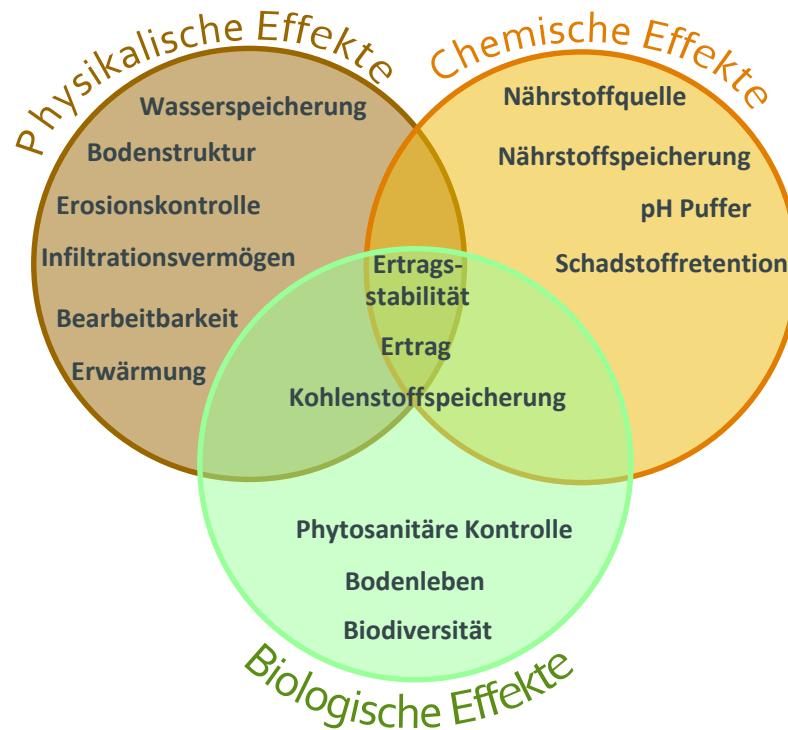 Physikalische Effekte
Wasserspeicherung
Bodenstruktur
Erosionskontrolle
Infiltrationsvermögen
Bearbeitbarkeit
Erwärmung
Chemische Effekte
Nährstoffquelle
Nährstoffspeicherung
pH Puffer
Schadstoffretention
Ertrags-
stabilität
Ertrag
Kohlenstoffspeicherung
Phytosanitäre Kontrolle
Bodenleben
Biodiversität
Biologische Effekte